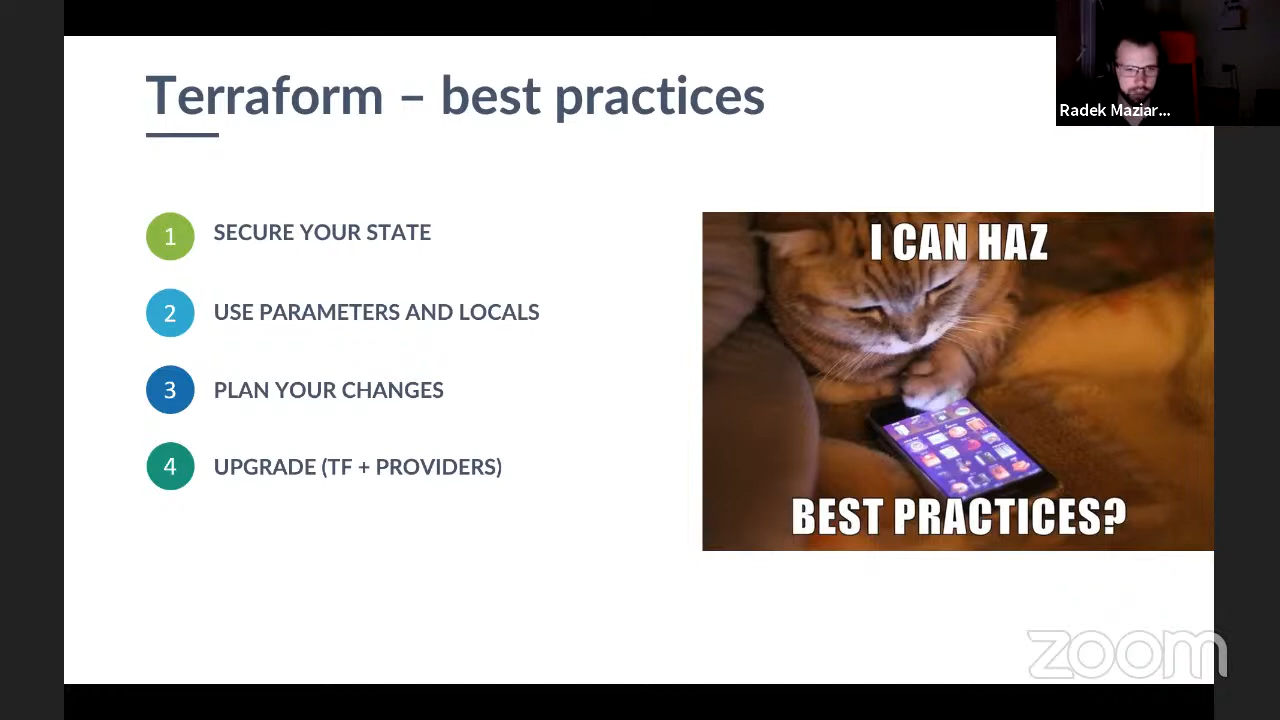 Terraform – best practices
Radek Maziar...
1 SECURE YOUR STATE
2 USE PARAMETERS AND LOCALS
3 PLAN YOUR CHANGES
4 UPGRADE (TF + PROVIDERS)
I CAN HAZ
BEST PRACTICES?
zoom